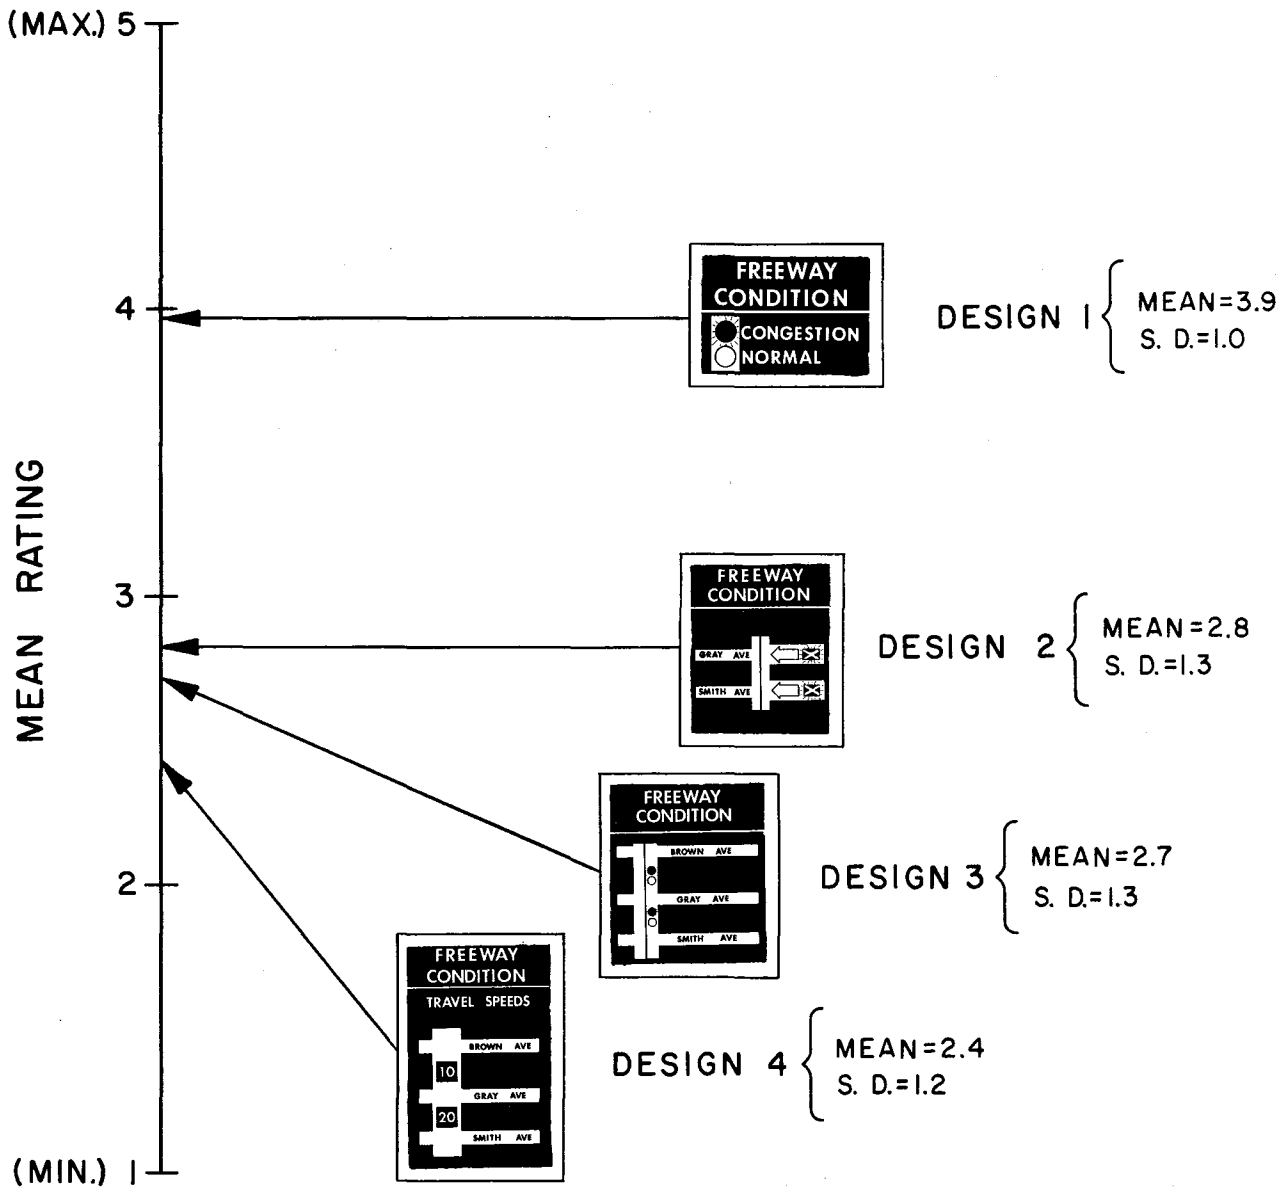 (MAX.) 5
4
3
2
(MIN.) 1
MEAN RATING
FREEWAY
CONDITION
CONGESTION
NORMAL
DESIGN 1
MEAN=3.9
S. D.=1.0
FREEWAY
CONDITION
GRAY AVE
SMITH AVE
DESIGN 2
MEAN=2.8
S. D.=1.3
FREEWAY
CONDITION
BROWN AVE
GRAY AVE
SMITH AVE
DESIGN 3
MEAN=2.7
S. D.=1.3
FREEWAY
CONDITION
TRAVEL SPEEDS
BROWN AVE
10
GRAY AVE
20
SMITH AVE
DESIGN 4
MEAN=2.4
S. D.=1.2